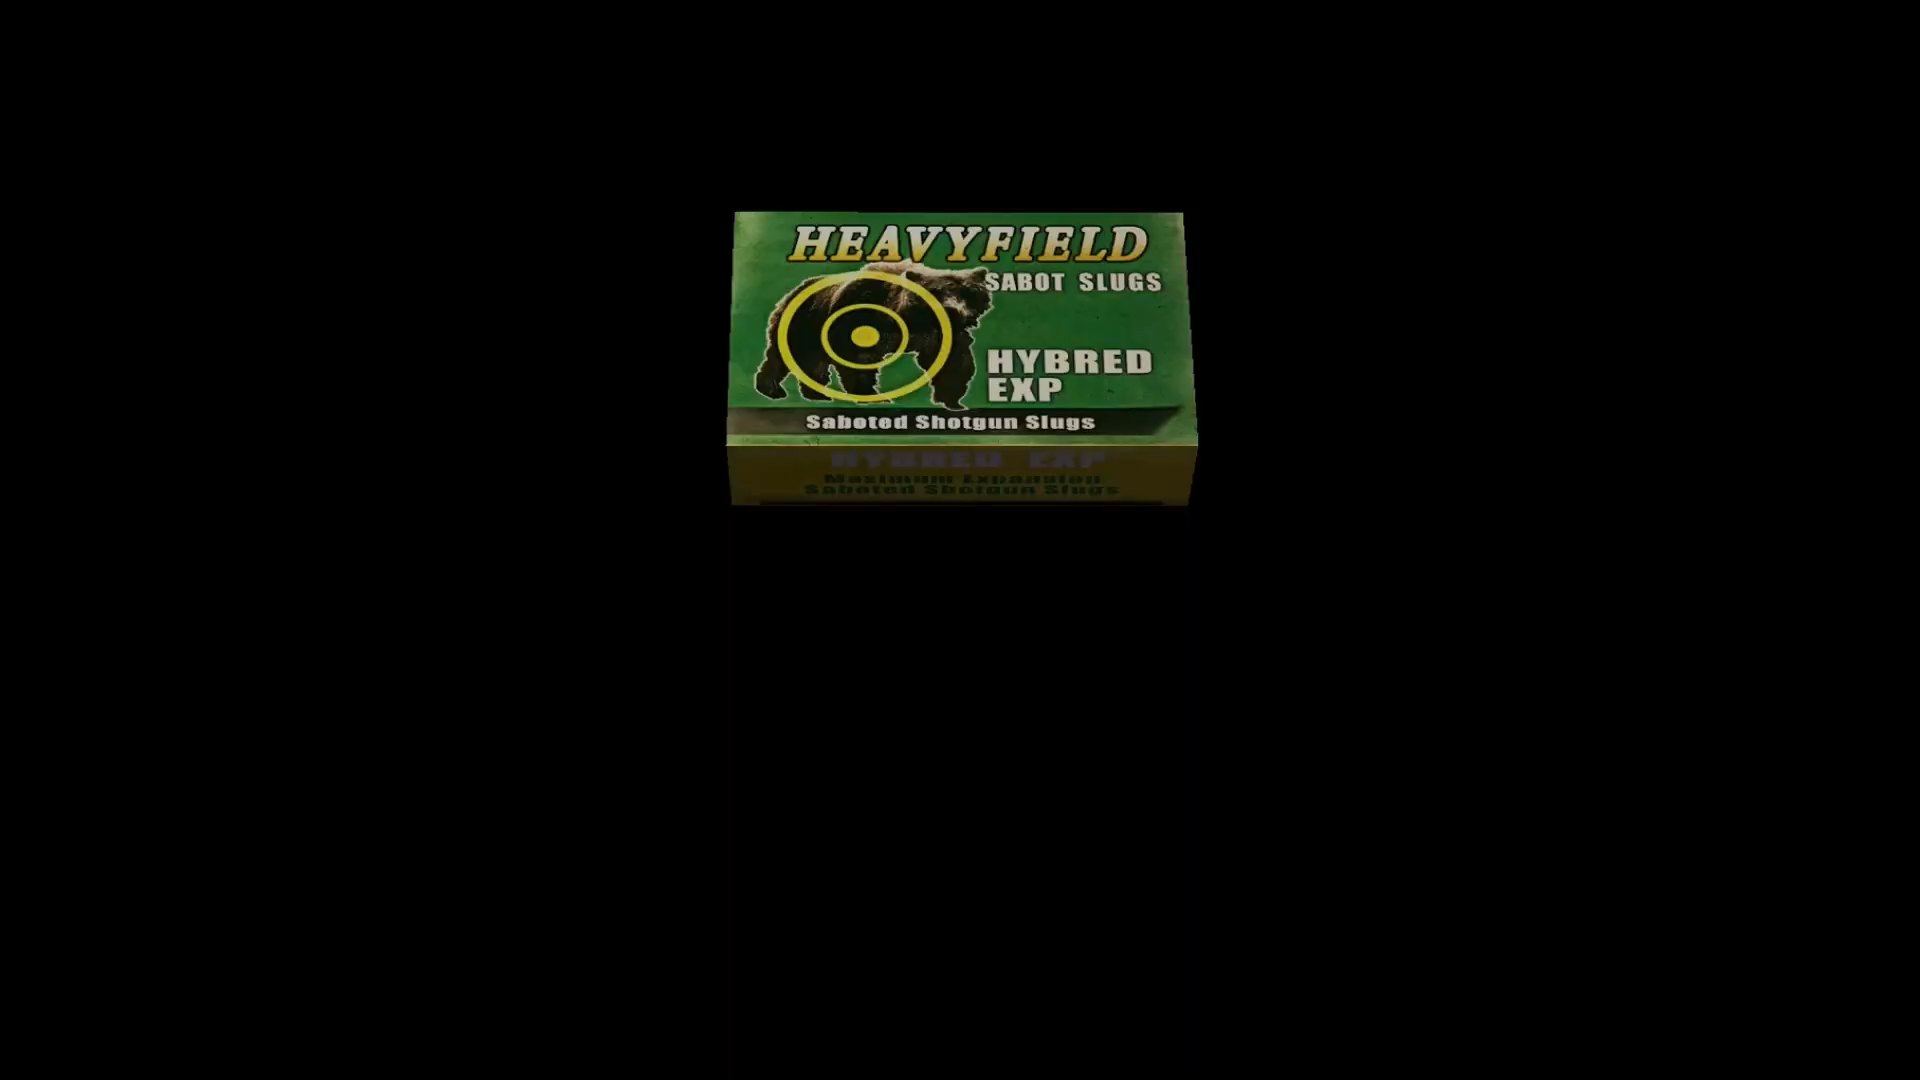 HEAVYFIELD
SABOT SLUGS
HYBRED
EXP
Saboted Shotgun Slugs
HYBRED EXP
Maximum Expansion
Saboted Shotgun Slugs